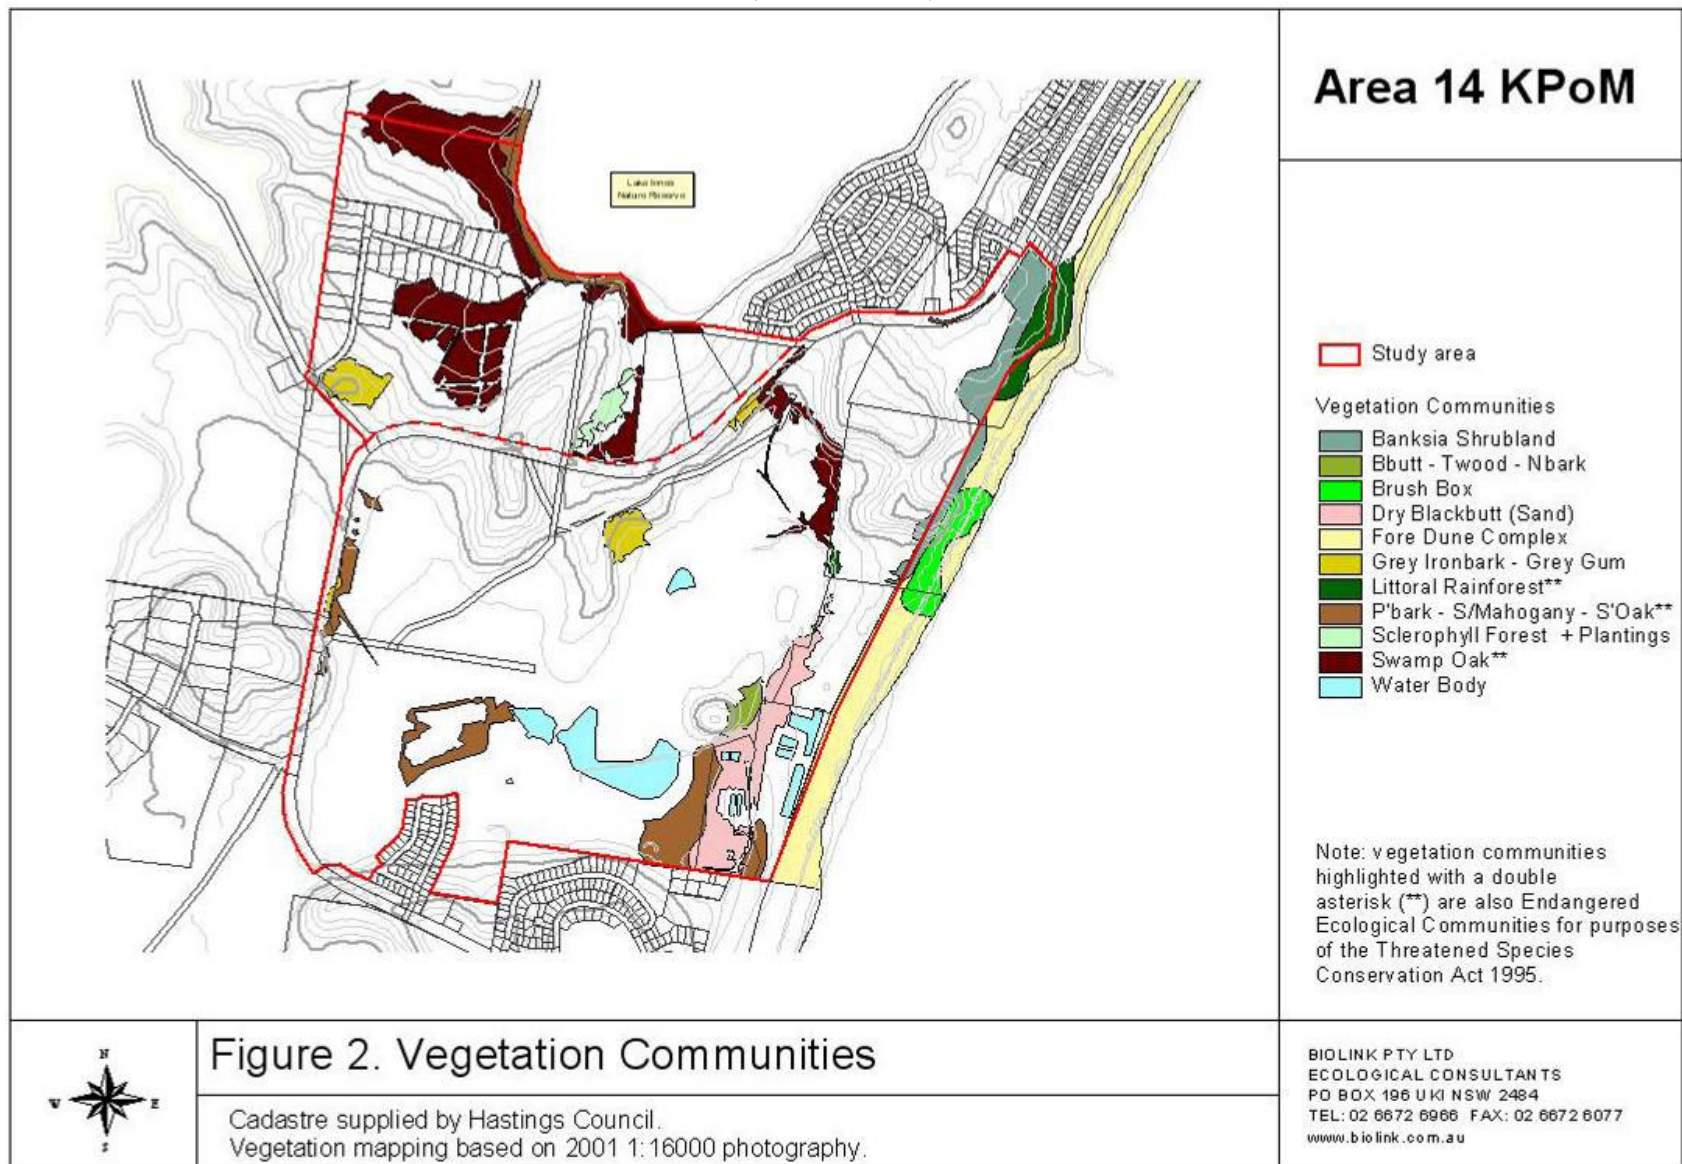 Area 14 KPoM
Lake Innes
Nature Reserve
Study area
Vegetation Communities
Banksia Shrubland
Bbutt - Twood - Nbark
Brush Box
Dry Blackbutt (Sand)
Fore Dune Complex
Grey Ironbark - Grey Gum
Littoral Rainforest**
P'bark - S/Mahogany - S'Oak**
Sclerophyll Forest + Plantings
Swamp Oak**
Water Body
Note: vegetation communities
highlighted with a double
asterisk (**) are also Endangered
Ecological Communities for purposes
of the Threatened Species
Conservation Act 1995.
N
W E
S
Figure 2. Vegetation Communities
Cadastre supplied by Hastings Council.
Vegetation mapping based on 2001 1:16000 photography.
BIOLINK PTY LTD
ECOLOGICAL CONSULTANTS
PO BOX 196 UKI NSW 2484
TEL: 02 6672 6966 FAX: 02 6672 6077
www.biolink.com.au